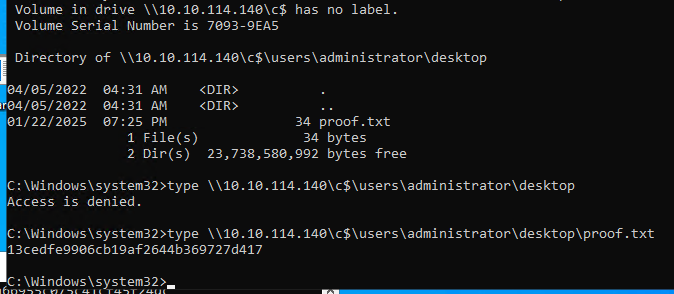 Volume in drive \\10.10.114.140\c$ has no label.
Volume Serial Number is 7093-9EA5
Directory of \\10.10.114.140\c$\users\administrator\desktop
04/05/2022  04:31 AM    <DIR>          .
04/05/2022  04:31 AM    <DIR>          ..
01/22/2025  07:25 PM                34 proof.txt
1 File(s)             34 bytes
2 Dir(s)  23,738,580,992 bytes free
C:\Windows\system32>type \\10.10.114.140\c$\users\administrator\desktop
Access is denied.
C:\Windows\system32>type \\10.10.114.140\c$\users\administrator\desktop\proof.txt
13cedfe9906cb19af2644b369727d417
C:\Windows\system32>